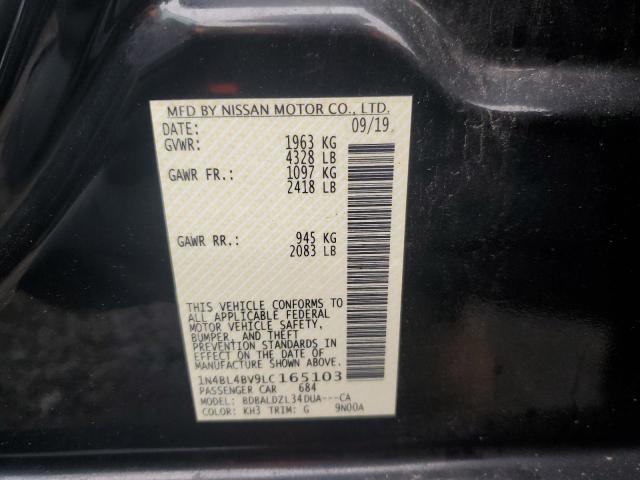 MFD BY NISSAN MOTOR CO., LTD.
DATE: 09/19
GVWR: 1963 KG
4328 LB
GAWR FR.: 1097 KG
2418 LB
GAWR RR.: 945 KG
2083 LB
THIS VEHICLE CONFORMS TO
ALL APPLICABLE FEDERAL
MOTOR VEHICLE SAFETY,
BUMPER, AND THEFT
PREVENTION STANDARDS
IN EFFECT ON THE DATE OF
MANUFACTURE SHOWN ABOVE.
1N4BL4BV9LC165103
PASSENGER CAR 684
MODEL: BDBALDZL34DUA---CA
COLOR: KH3 TRIM: G 9N00A